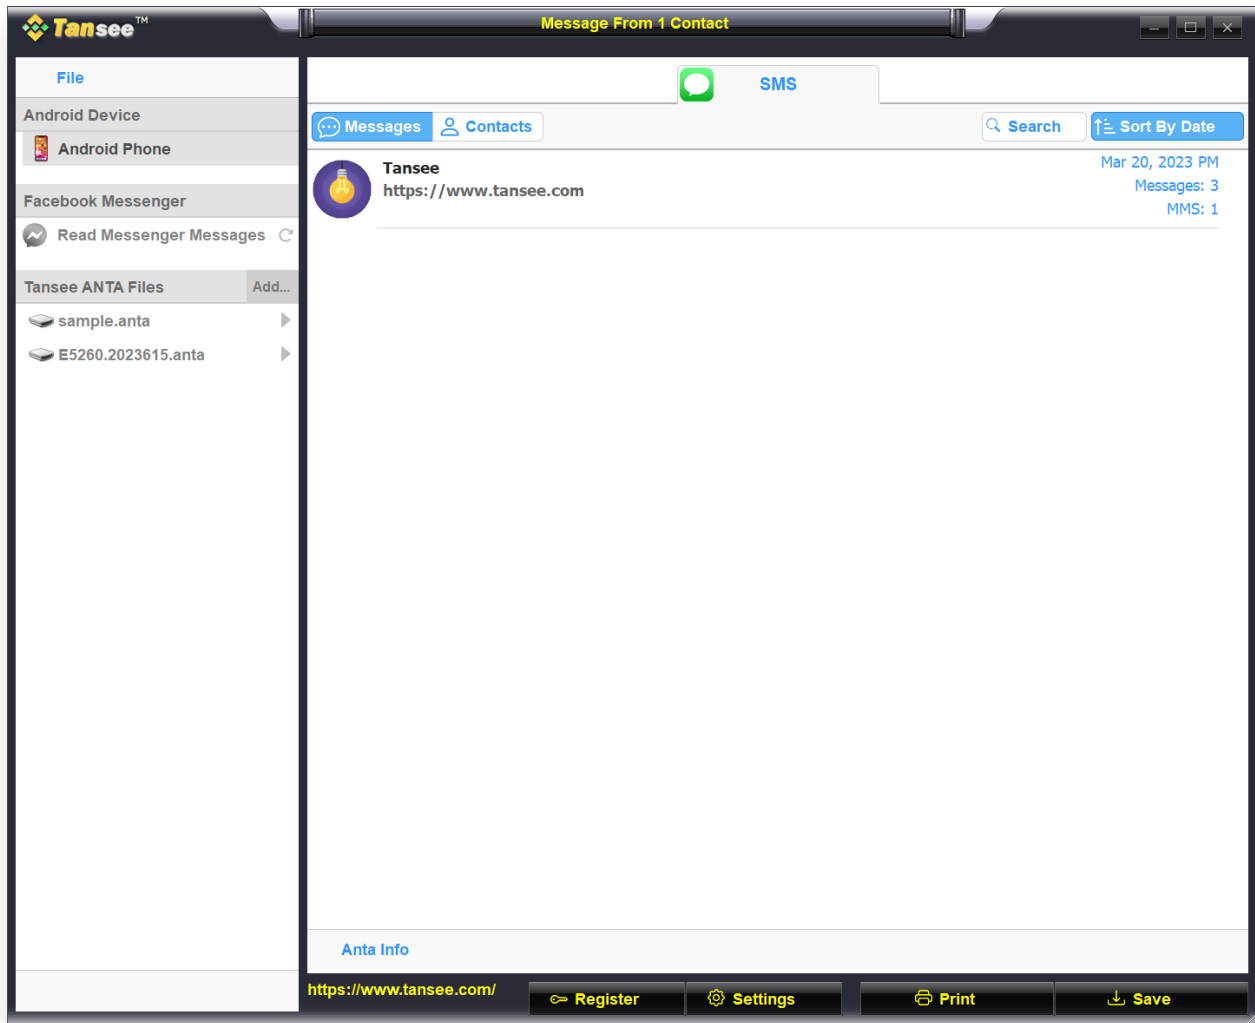 Tansee™
Message From 1 Contact
File
Android Device
Android Phone
Facebook Messenger
Read Messenger Messages
Tansee ANTA Files
Add...
sample.anta
E5260.2023615.anta
SMS
Messages
Contacts
Search
Sort By Date
Tansee
https://www.tansee.com
Mar 20, 2023 PM
Messages: 3
MMS: 1
Anta Info
https://www.tansee.com/
Register
Settings
Print
Save